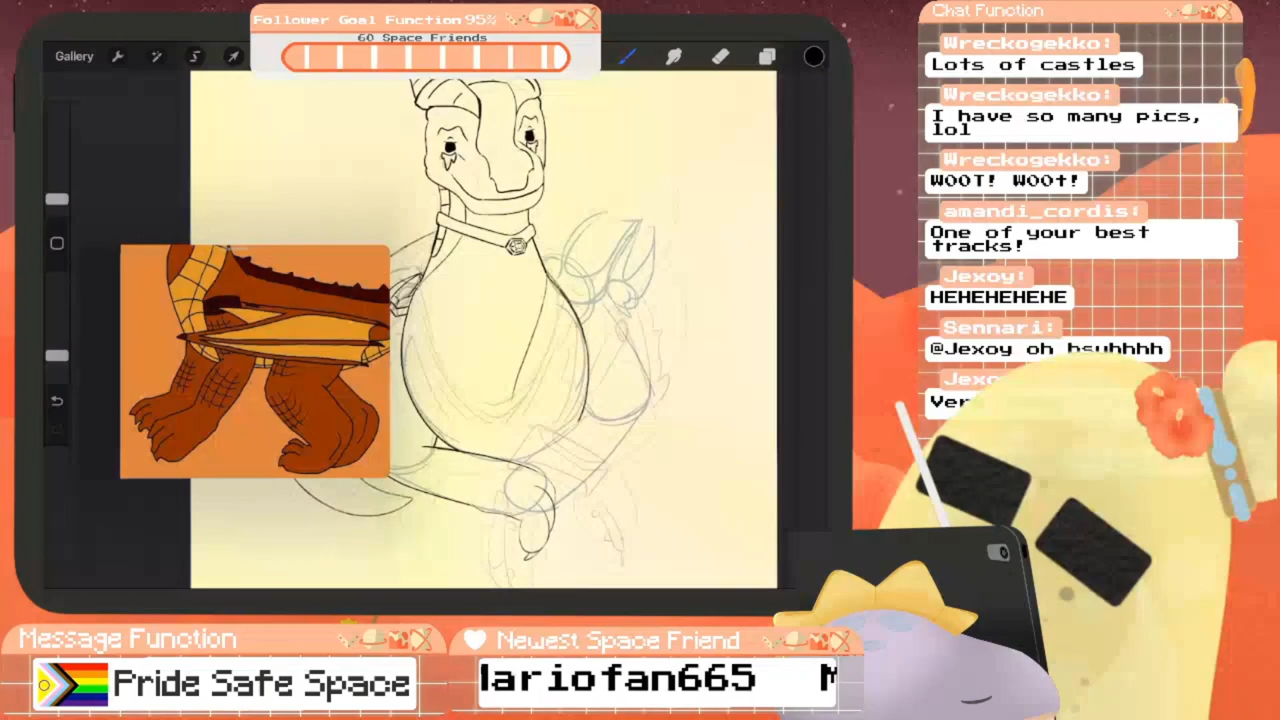 Follower Goal Function 95%
60 Space Friends
Gallery
Chat Function
Wreckogekko:
Lots of castles
Wreckogekko:
I have so many pics,
lol
Wreckogekko:
WOOT! WOOt!
amandi_cordis:
One of your best
tracks!
Jexoy:
HEHEHEHEHE
Sennari:
@Jexoy oh hsuhhhh
Message Function
Pride Safe Space
Newest Space Friend
lariofan665 M